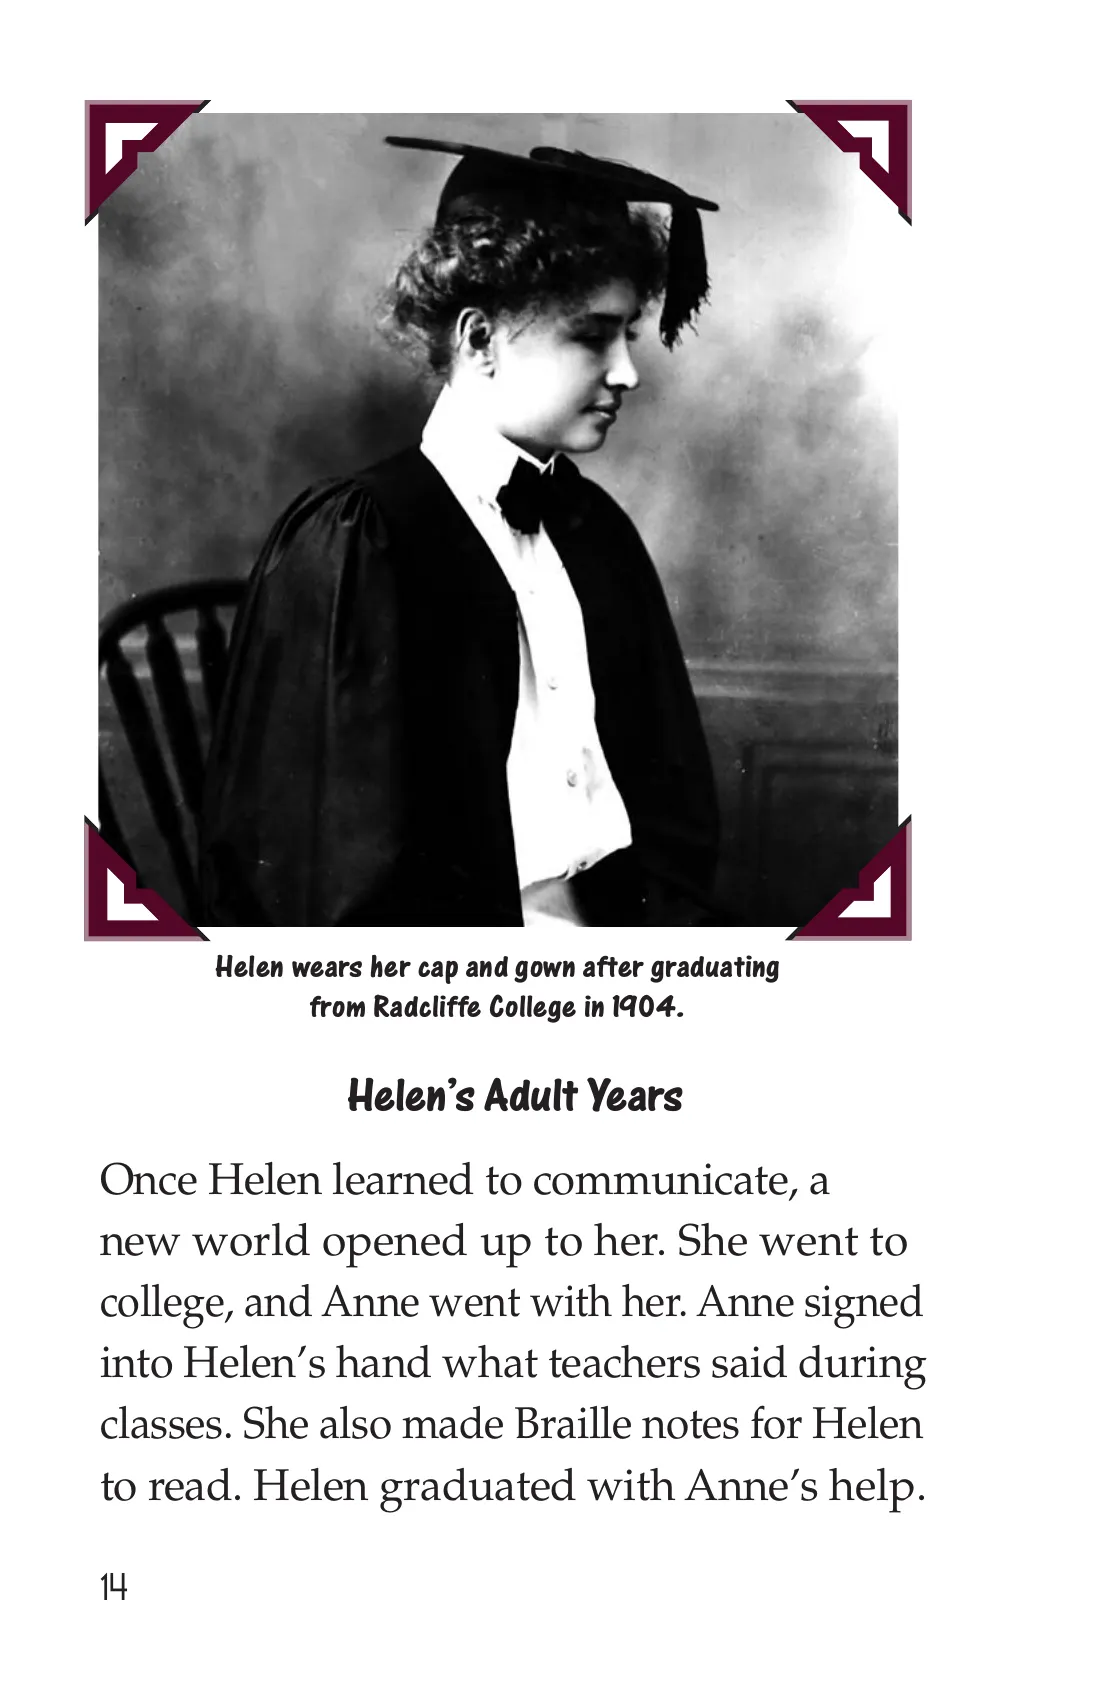 Helen wears her cap and gown after graduating
from Radcliffe College in 1904.
Helen’s Adult Years
Once Helen learned to communicate, a
new world opened up to her. She went to
college, and Anne went with her. Anne signed
into Helen’s hand what teachers said during
classes. She also made Braille notes for Helen
to read. Helen graduated with Anne’s help.
14